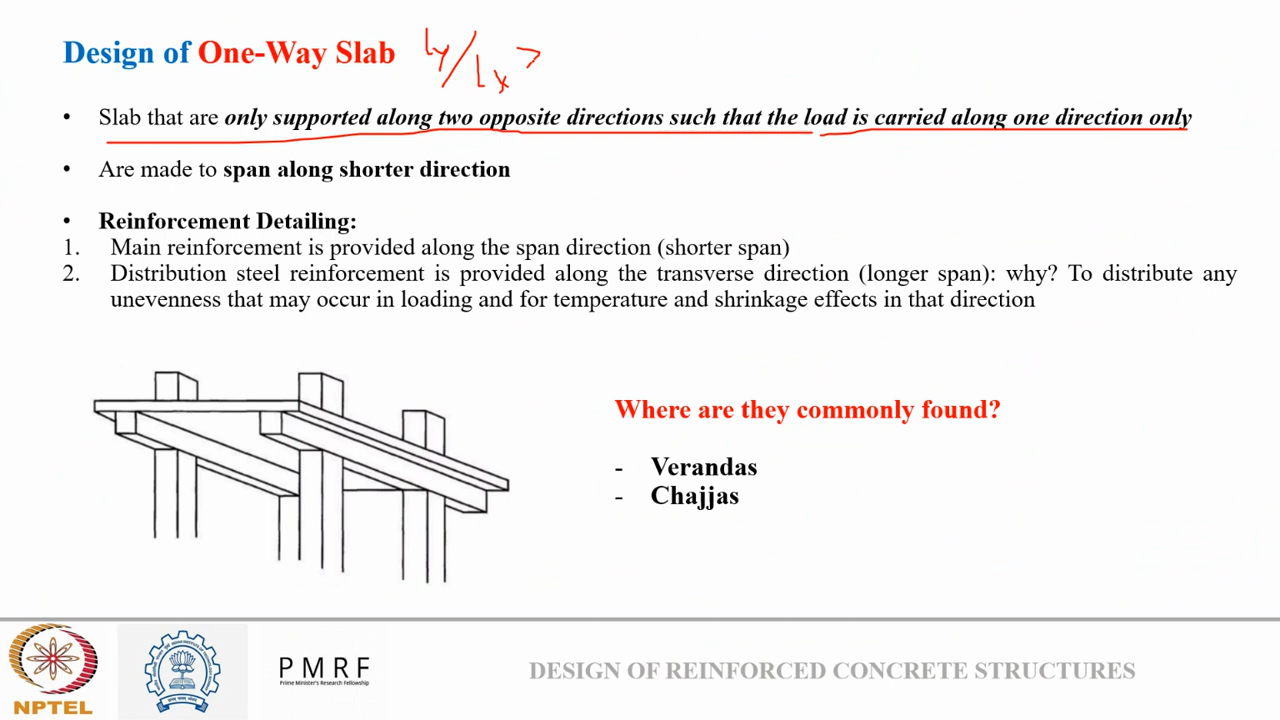 Design of One-Way Slab ly/lx >
• Slab that are only supported along two opposite directions such that the load is carried along one direction only
• Are made to span along shorter direction
• Reinforcement Detailing:
1. Main reinforcement is provided along the span direction (shorter span)
2. Distribution steel reinforcement is provided along the transverse direction (longer span): why? To distribute any
unevenness that may occur in loading and for temperature and shrinkage effects in that direction
Where are they commonly found?
- Verandas
- Chajjas
NPTEL
PMRF
Prime Minister's Research Fellowship
DESIGN OF REINFORCED CONCRETE STRUCTURES